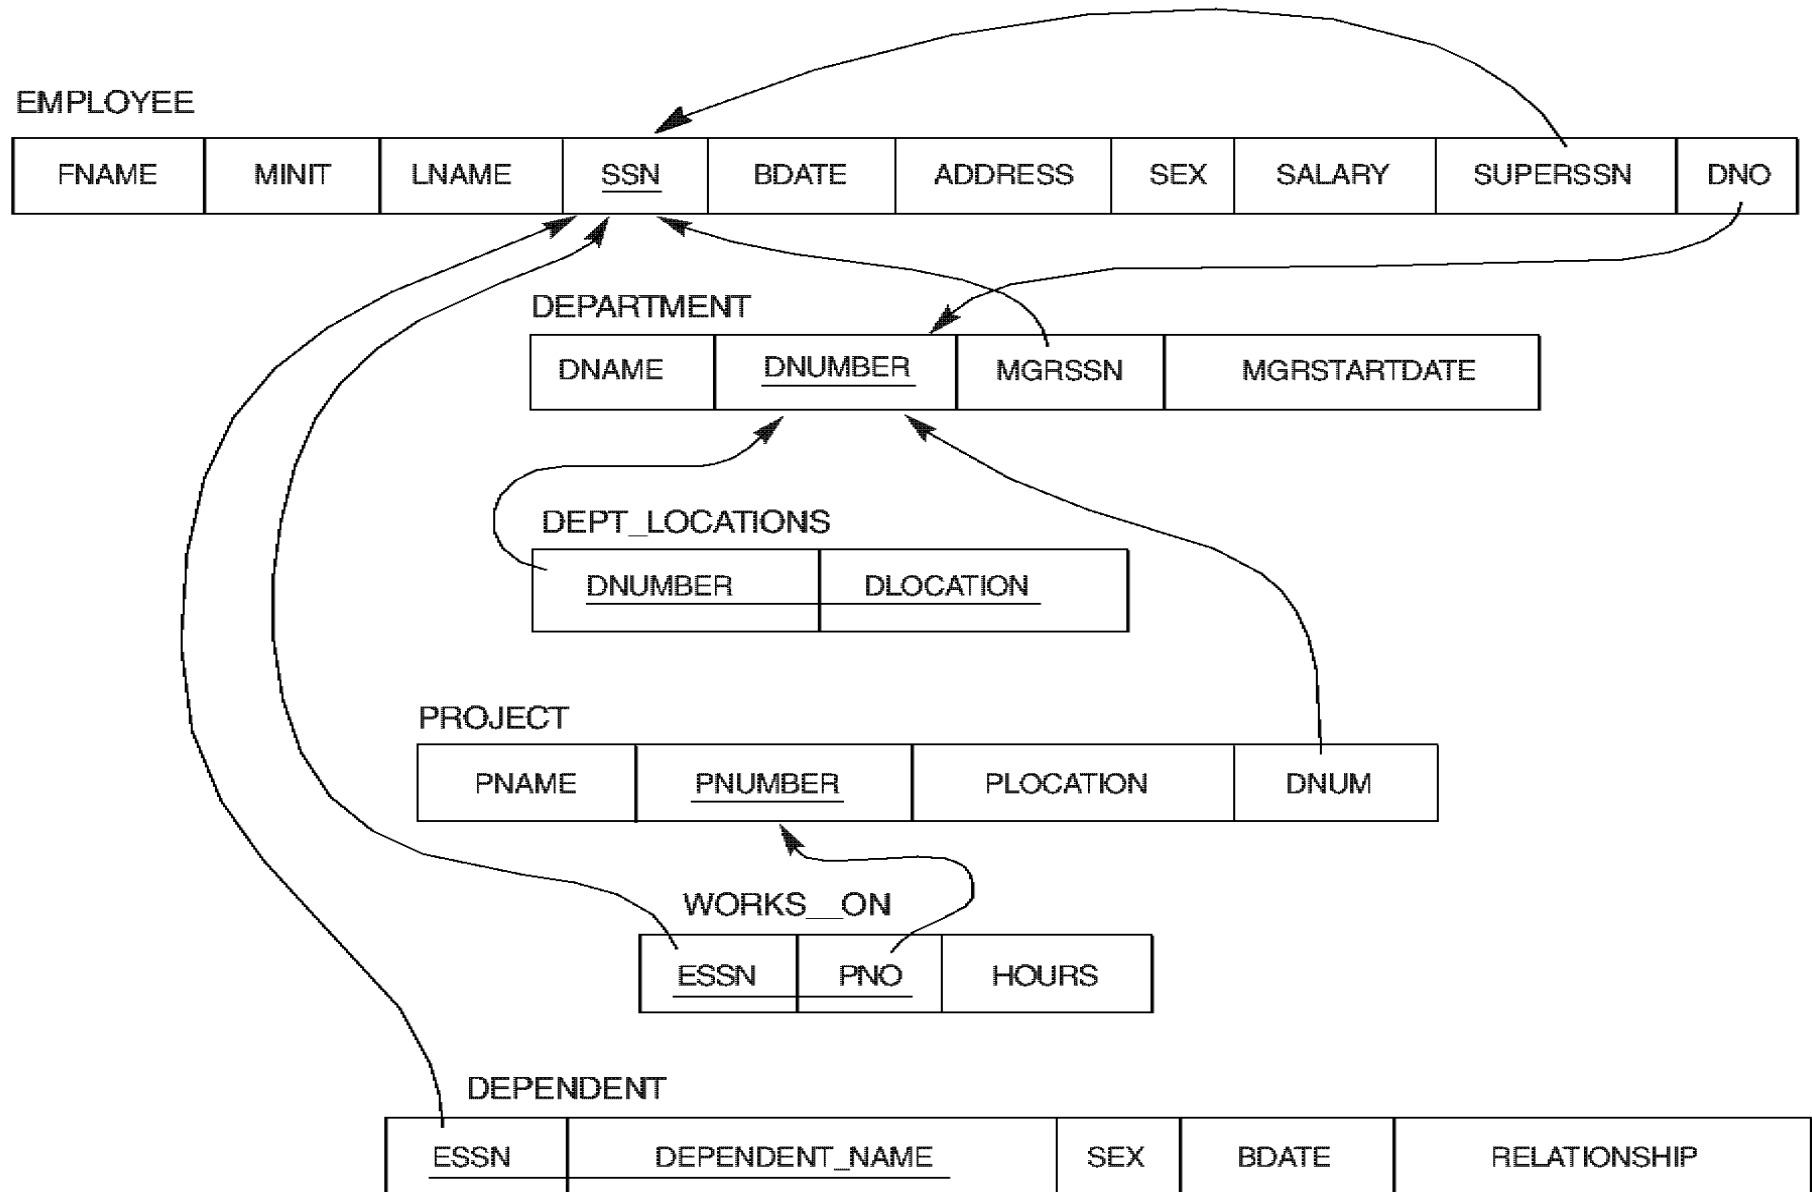 EMPLOYEE
FNAME MINIT LNAME SSN BDATE ADDRESS SEX SALARY SUPERSSN DNO
DEPARTMENT
DNAME DNUMBER MGRSSN MGRSTARTDATE
DEPT_LOCATIONS
DNUMBER DLOCATION
PROJECT
PNAME PNUMBER PLOCATION DNUM
WORKS__ON
ESSN PNO HOURS
DEPENDENT
ESSN DEPENDENT_NAME SEX BDATE RELATIONSHIP